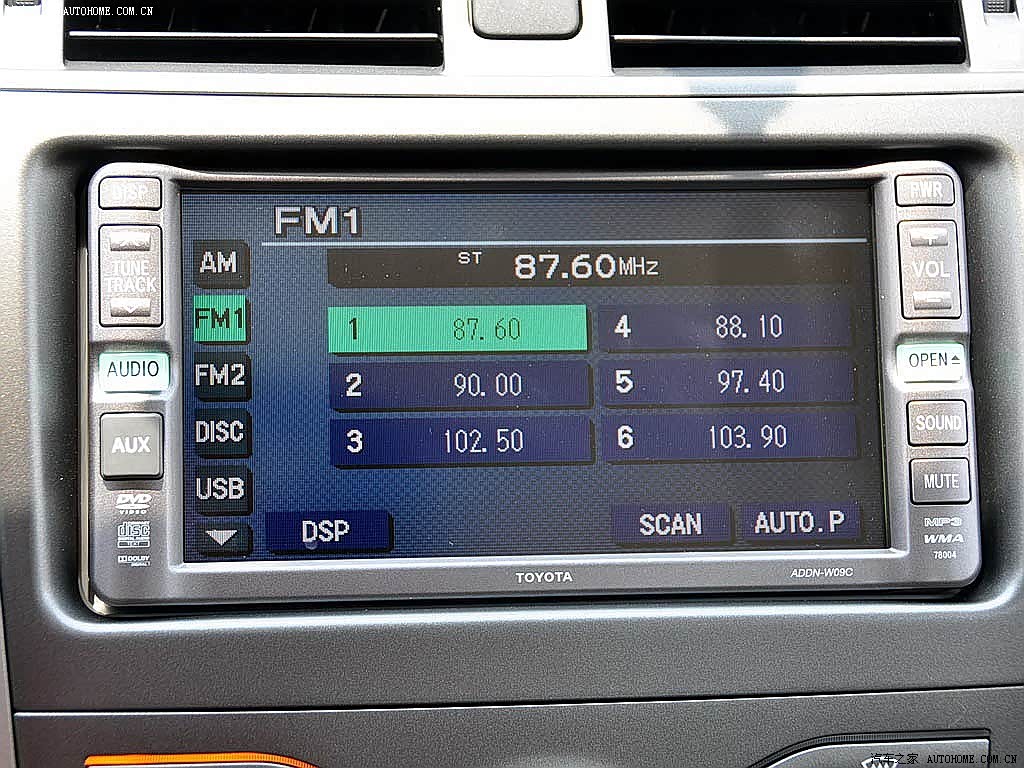 AUTOHOME.COM.CN
DISP
TUNE
TRACK
AUDIO
AUX
DVD
VIDEO
disc
TEXT
DOLBY
DIGITAL
FM1
AM
FM1
FM2
DISC
USB
ST 87.60MHz
1 87.60
2 90.00
3 102.50
4 88.10
5 97.40
6 103.90
DSP
SCAN
AUTO.P
PWR
VOL
OPEN
SOUND
MUTE
MP3
WMA
78004
TOYOTA
ADDN-W09C
汽车之家 AUTOHOME.COM.CN